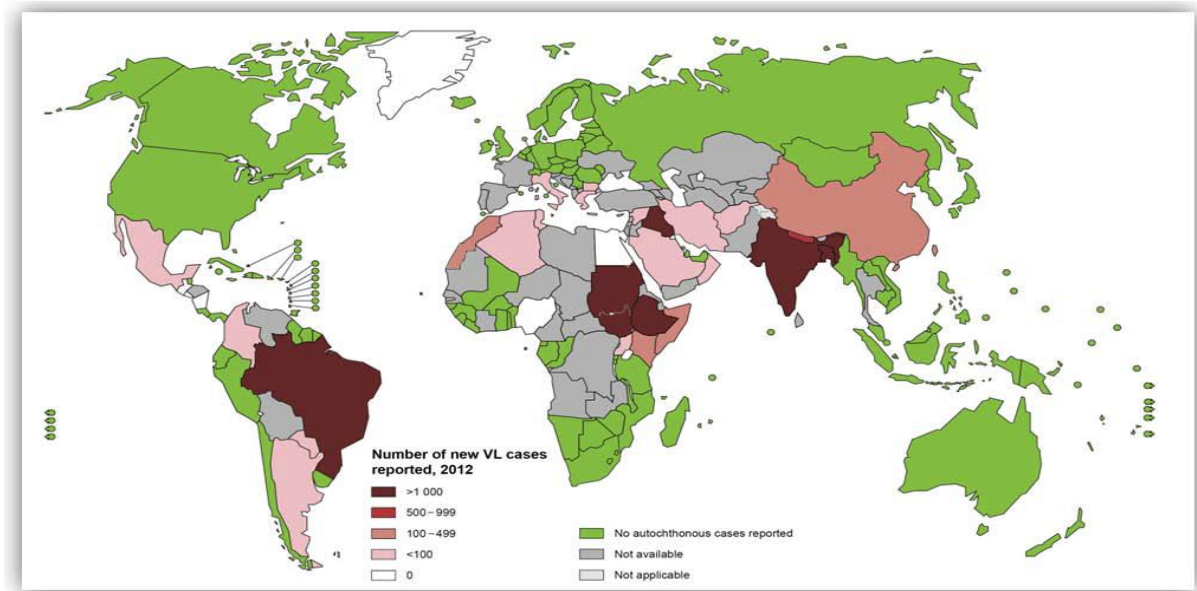 Number of new VL cases
reported, 2012
>1 000
500–999
100–499
<100
0
No autochthonous cases reported
Not available
Not applicable